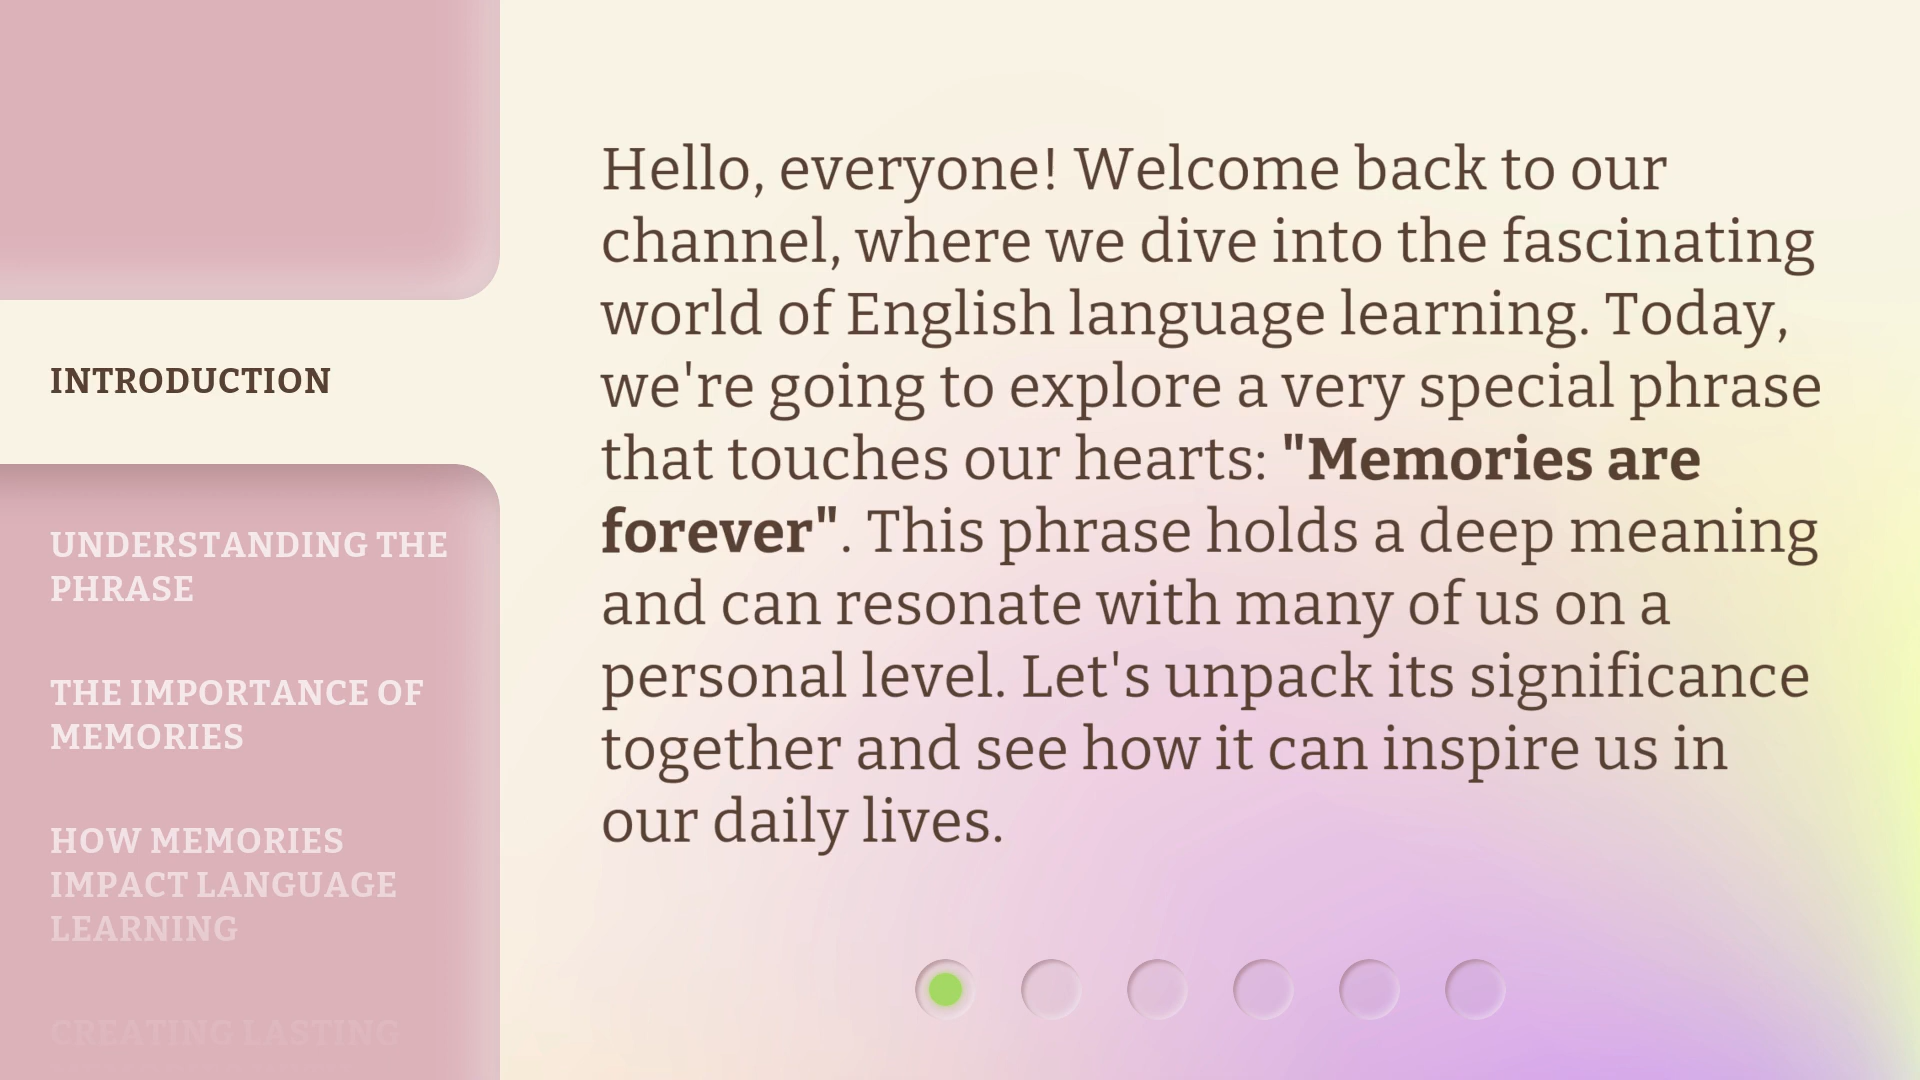 INTRODUCTION
UNDERSTANDING THE
PHRASE
THE IMPORTANCE OF
MEMORIES
HOW MEMORIES
IMPACT LANGUAGE
LEARNING
CREATING LASTING
Hello, everyone! Welcome back to our
channel, where we dive into the fascinating
world of English language learning. Today,
we're going to explore a very special phrase
that touches our hearts: "Memories are
forever". This phrase holds a deep meaning
and can resonate with many of us on a
personal level. Let's unpack its significance
together and see how it can inspire us in
our daily lives.